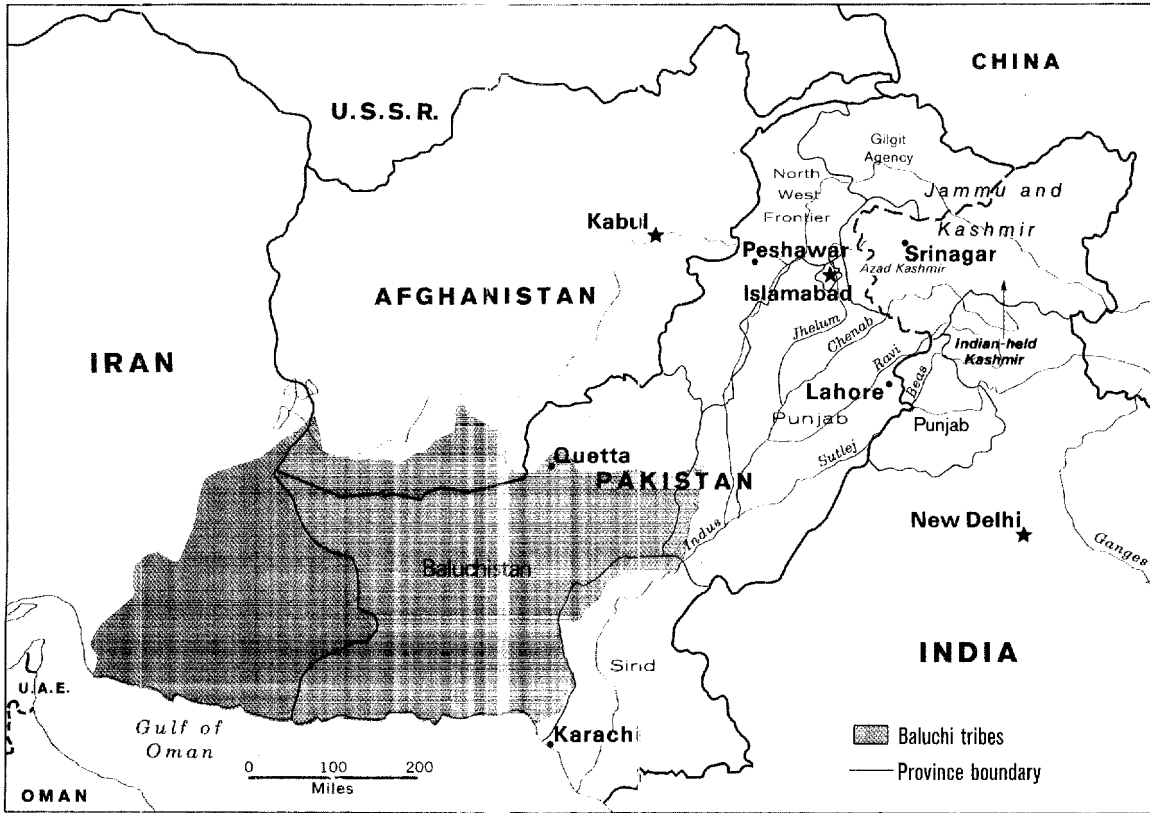 CHINA
U.S.S.R.
Gilgit
Agency
North
West
Frontier
Jammu and
Kashmir
Kabul
Peshawar
Srinagar
Azad Kashmir
Islamabad
AFGHANISTAN
Jhelum
Chenab
Ravi
Indian-held
Kashmir
IRAN
Lahore
Beas
Punjab
Punjab
Quetta
Sutlej
PAKISTAN
New Delhi
Indus
Ganges
Baluchistan
INDIA
Sind
U.A.E.
Gulf of
Oman
Karachi
Baluchi tribes
0 100 200
Miles
Province boundary
OMAN